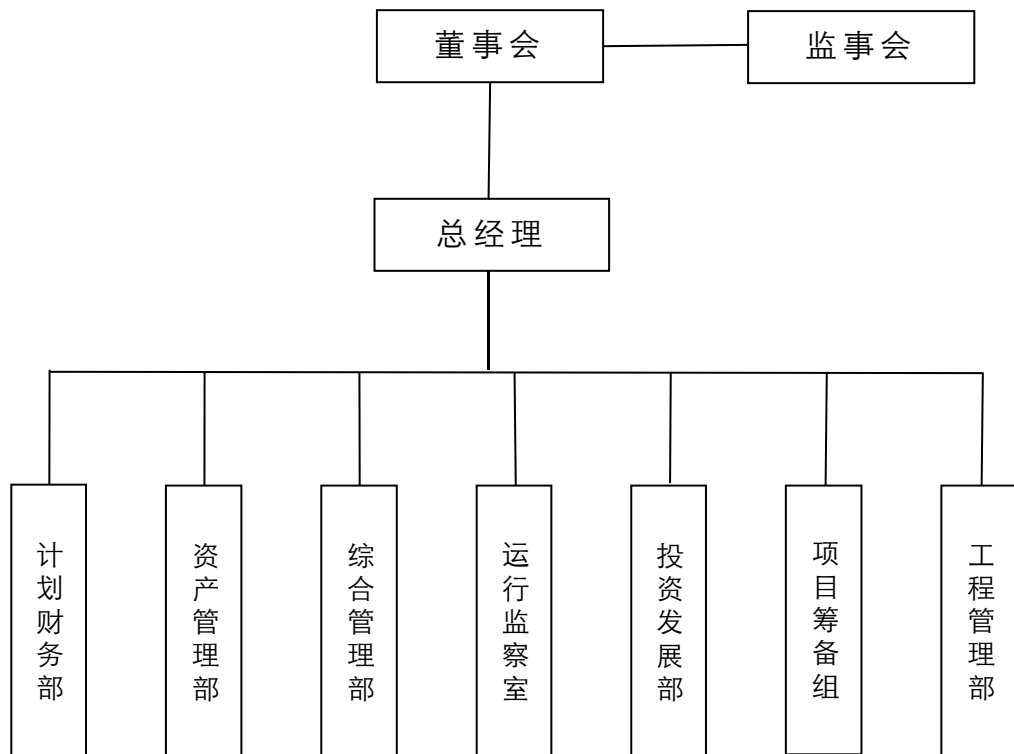 董事会
监事会
总经理
计划财务部
资产管理部
综合管理部
运行监察室
投资发展部
项目筹备组
工程管理部